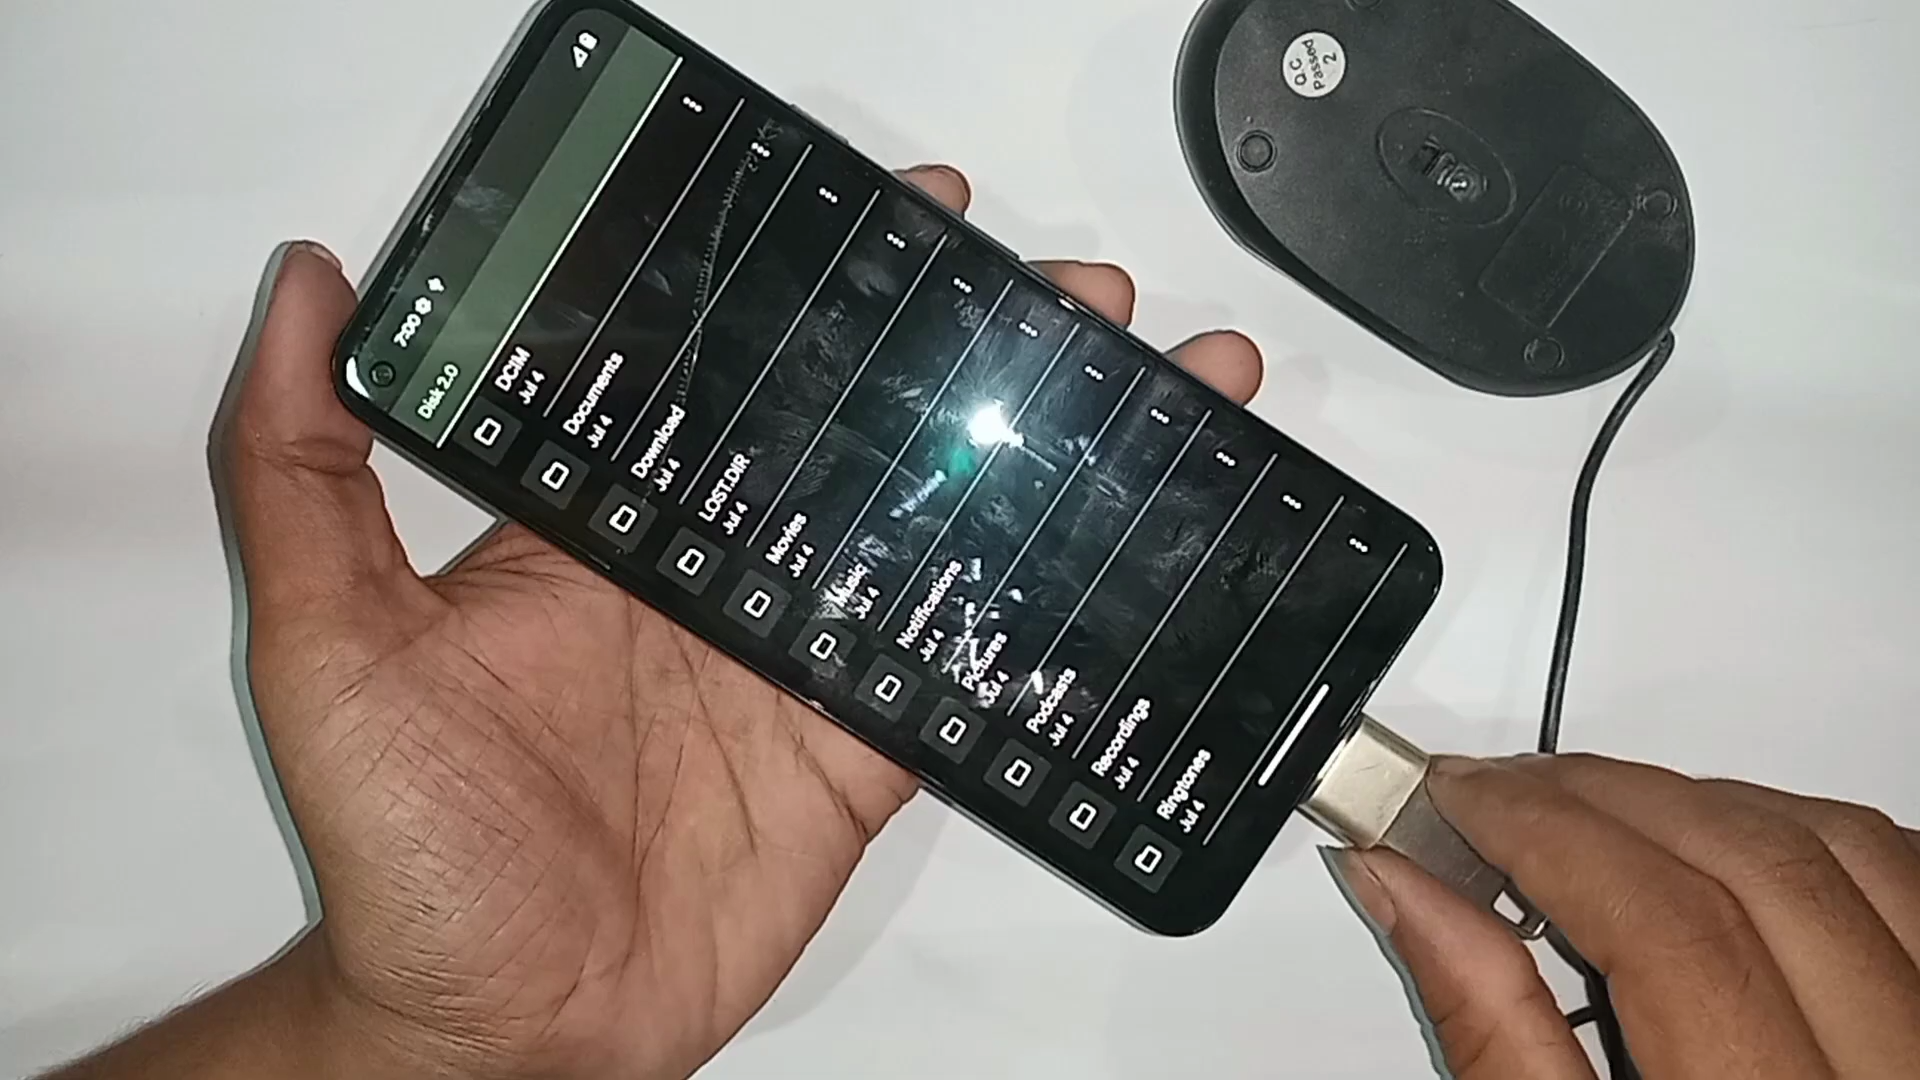 7:00
Disk 2.0
DCIM
Jul 4
Documents
Jul 4
Download
Jul 4
LOST.DIR
Jul 4
Movies
Jul 4
Music
Jul 4
Notifications
Jul 4
Pictures
Jul 4
Podcasts
Jul 4
Recordings
Jul 4
Ringtones
Jul 4
Q.C
Passed
2